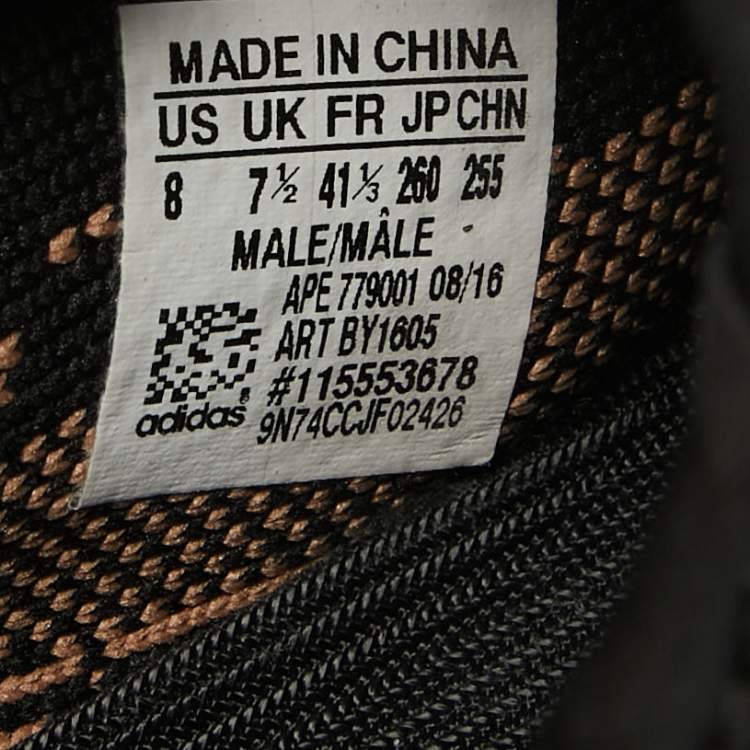 MADE IN CHINA
US UK FR JP CHN
8 7½ 41⅓ 260 255
MALE/MÂLE
APE 779001 08/16
ART BY1605
#115553678
adidas® 9N74CCJF02426